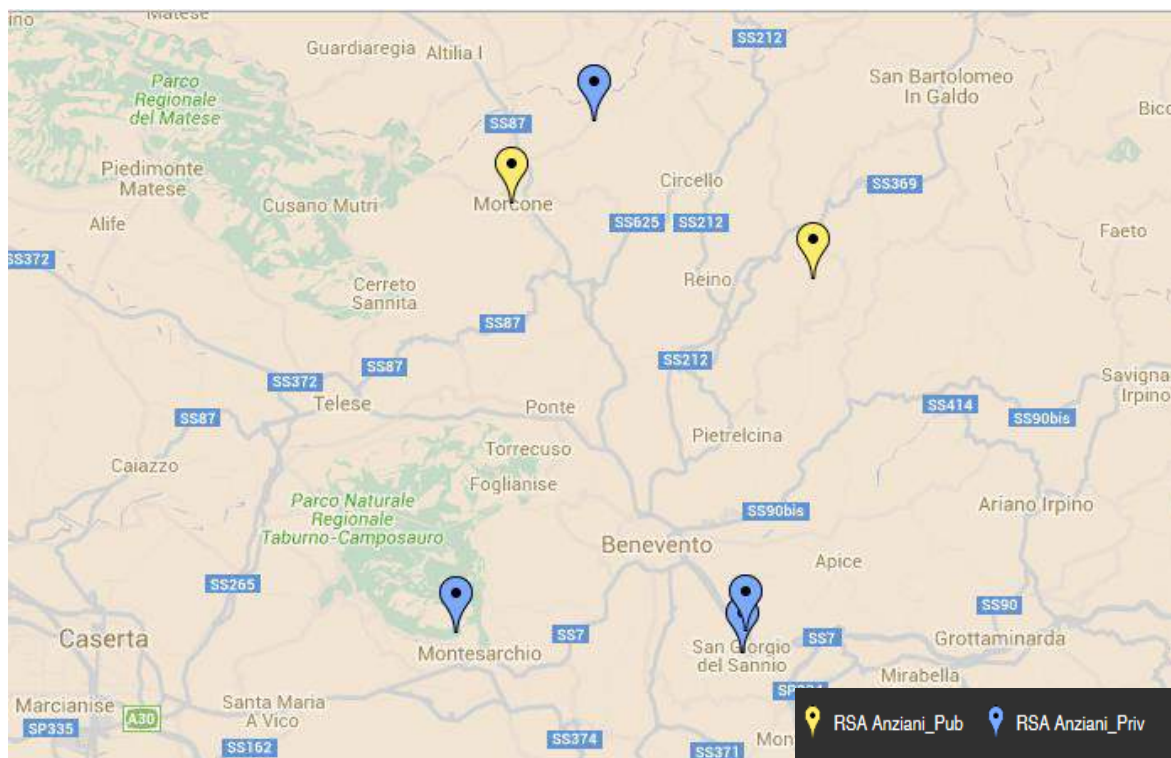 ino
Matese
Guardiaregia
Altilia I
SS212
Parco
Regionale
del Matese
San Bartolomeo
In Galdo
Bico
SS87
Piedimonte
Matese
Circello
SS369
Cusano Mutri
Morcone
Alife
SS625
SS212
Faeto
SS372
Cerreto
Sannita
Reino
SS87
SS212
SS87
SS372
Telese
Savigna
Irpino
Ponte
SS414
SS87
SS90bis
Pietrelcina
Torrecuso
Caiazzo
Foglianise
Parco Naturale
Regionale
Taburno-Camposauro
Ariano Irpino
SS90bis
Benevento
Apice
SS265
SS90
Caserta
SS7
SS7
Grottaminarda
Montesarchio
San Giorgio
del Sannio
Mirabella
Marcianise
Santa Maria
A Vico
A30
SP335
SS162
SS374
SS371
Mon
RSA Anziani_Pub
RSA Anziani_Priv